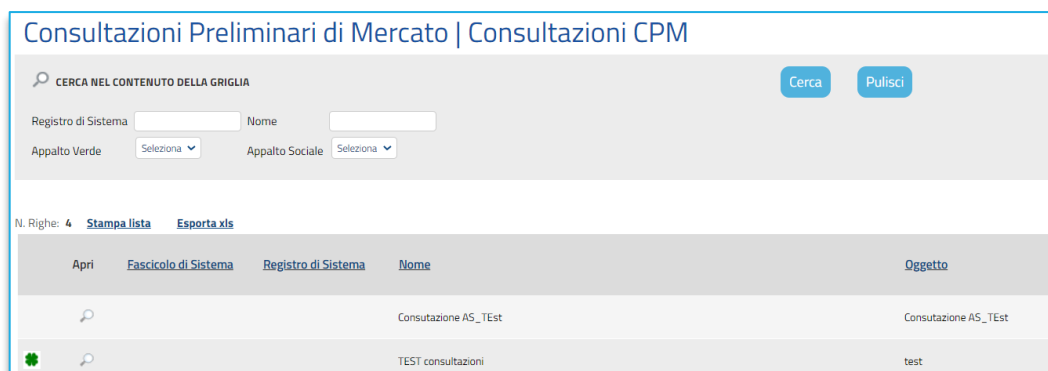 Consultazioni Preliminari di Mercato | Consultazioni CPM
CERCA NEL CONTENUTO DELLA GRIGLIA Cerca Pulisci
Registro di Sistema Nome
Appalto Verde Seleziona Appalto Sociale Seleziona
N. Righe: 4 Stampa lista Esporta xls
Apri Fascicolo di Sistema Registro di Sistema Nome Oggetto
Consutazione AS_TEst Consutazione AS_TEst
TEST consultazioni test